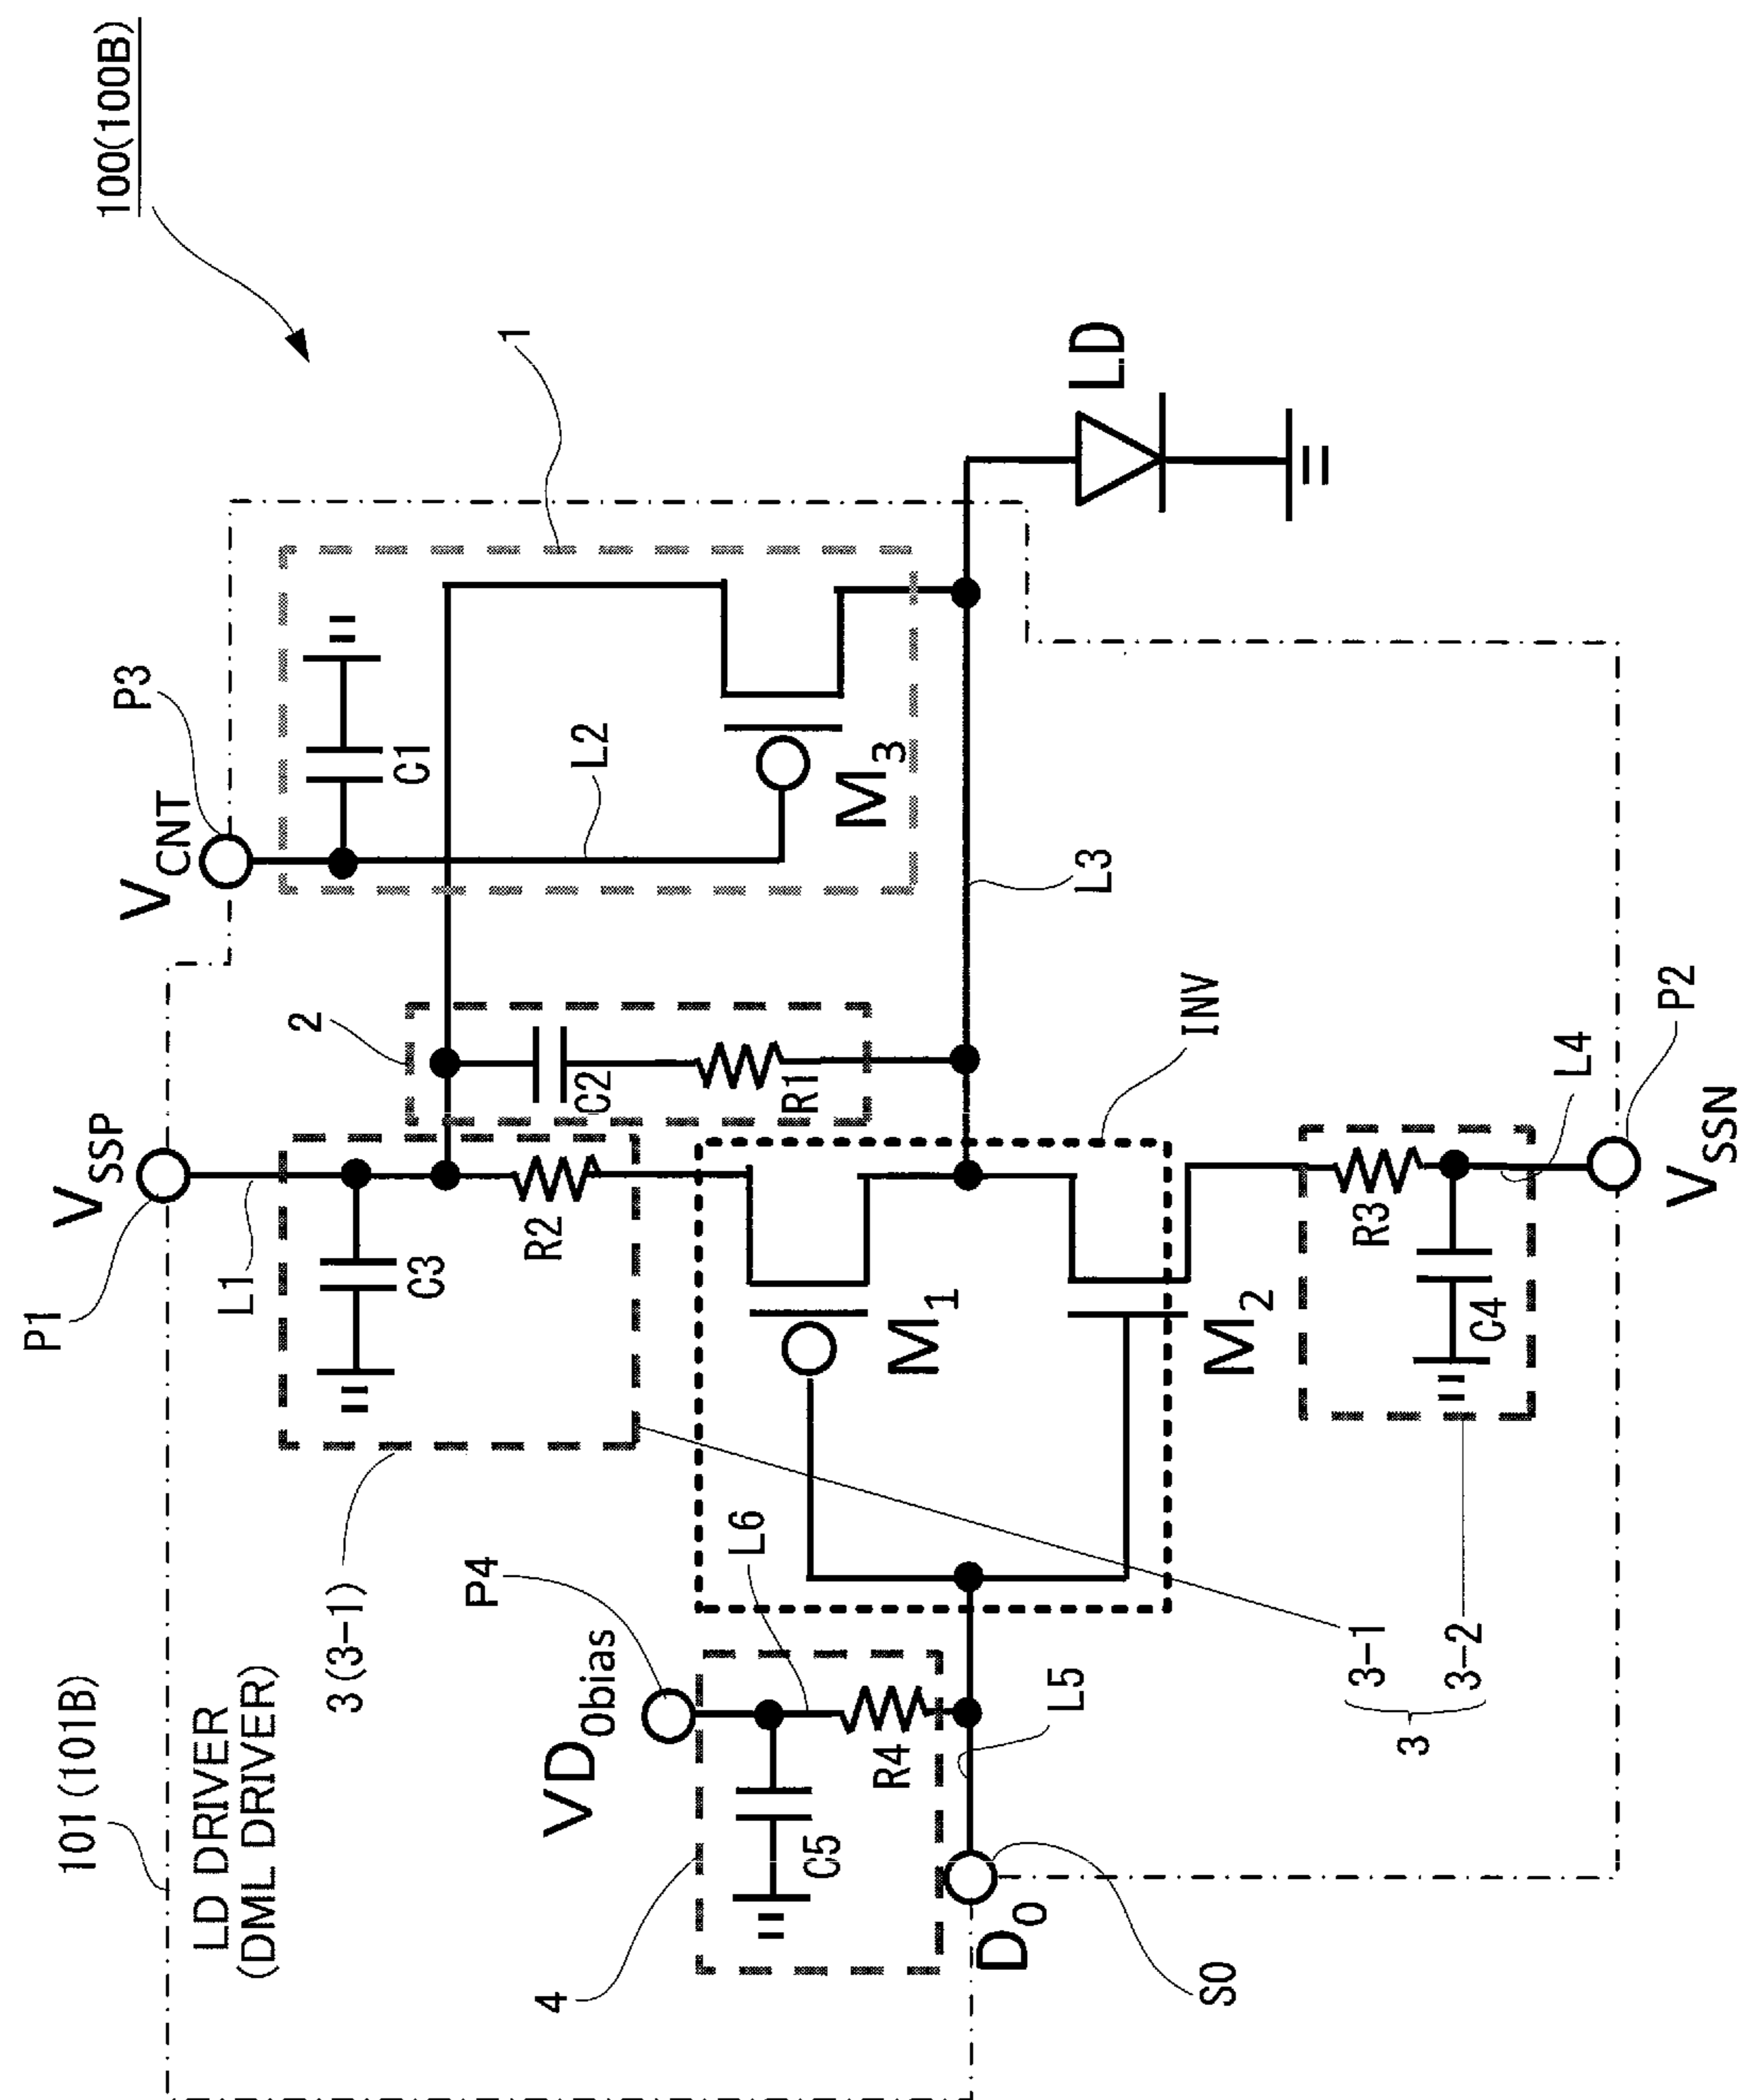 100(100B)
101(101B)
LD DRIVER
(DML DRIVER)
P1
VSSP
L1
C3
R2
3(3-1)
2
C2
R1
VCNT
P3
C1
L2
M3
1
LD
L3
INV
M1
M2
P4
VD0bias
L6
C5
R4
4
L5
D0
S0
R3
C4
L4
P2
VSSN
3-1
3-2
3